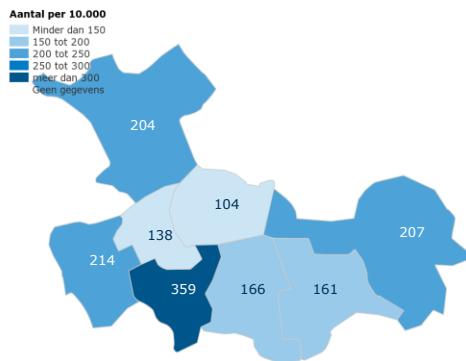 Aantal per 10.000
Minder dan 150
150 tot 200
200 tot 250
250 tot 300
meer dan 300
Geen gegevens
204
104
138
207
214
359
166
161